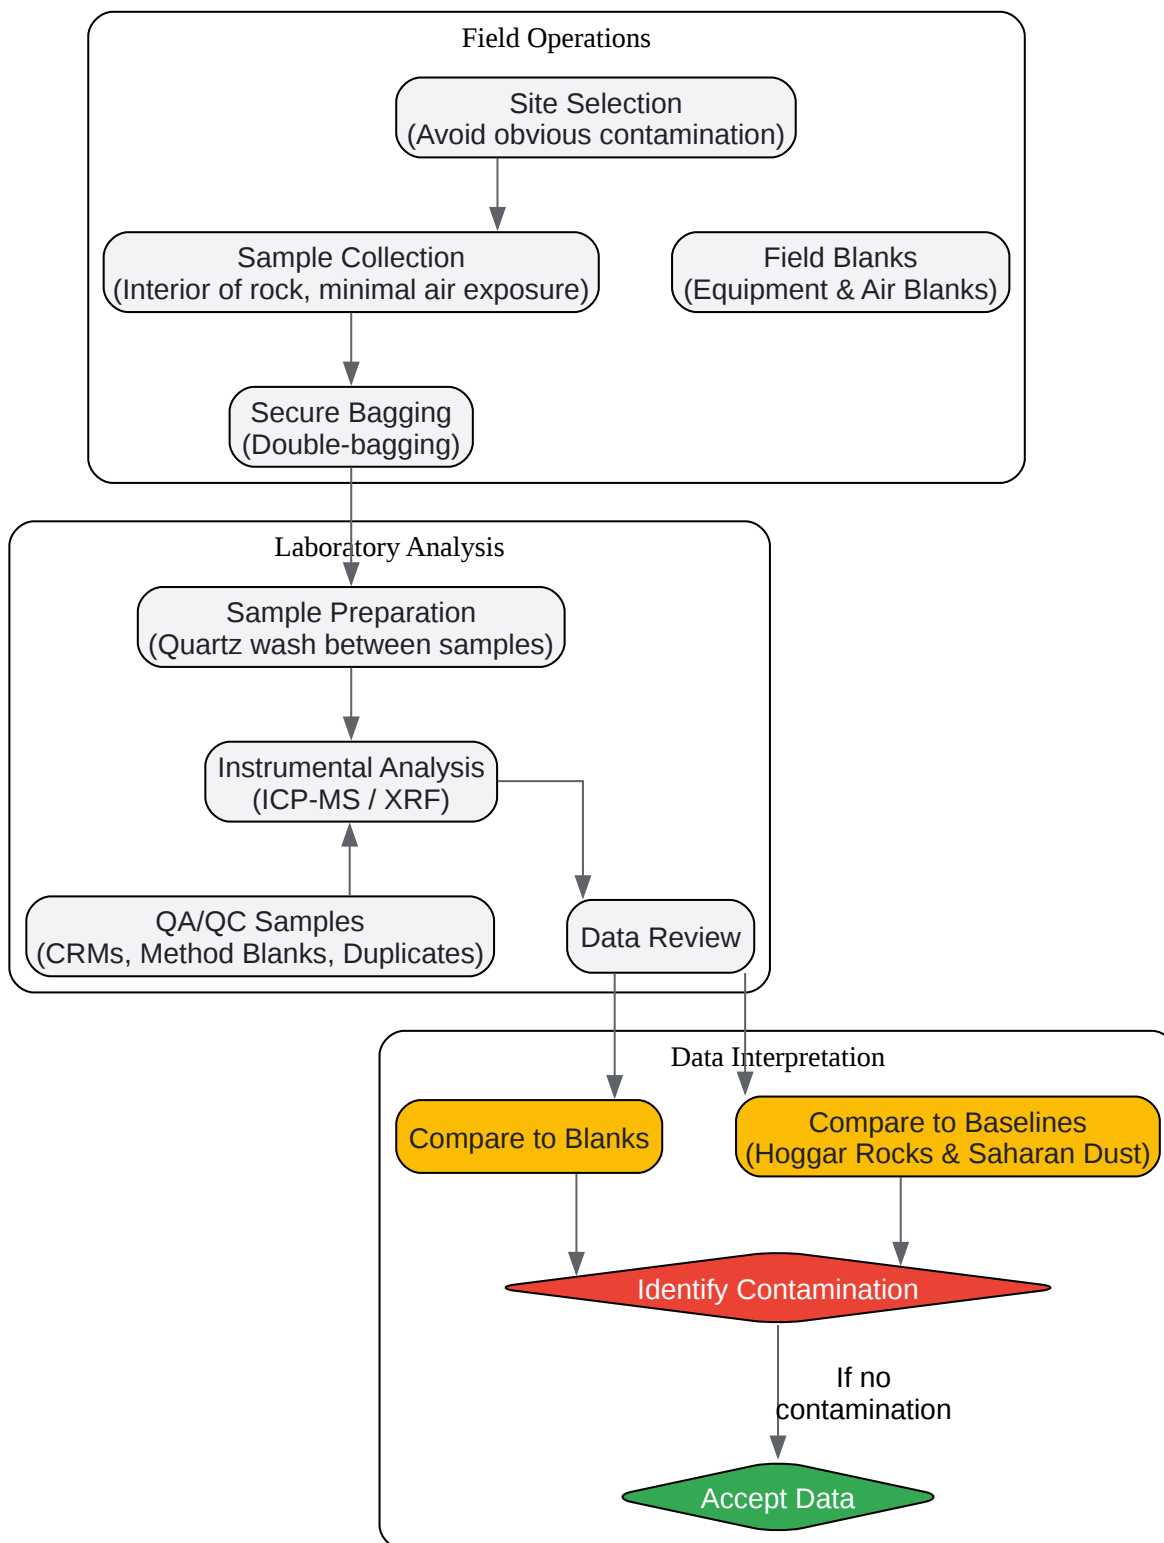 Field Operations
Site Selection
(Avoid obvious contamination)
Sample Collection
(Interior of rock, minimal air exposure)
Field Blanks
(Equipment & Air Blanks)
Secure Bagging
(Double-bagging)
Laboratory Analysis
Sample Preparation
(Quartz wash between samples)
Instrumental Analysis
(ICP-MS / XRF)
QA/QC Samples
(CRMs, Method Blanks, Duplicates)
Data Review
Data Interpretation
Compare to Blanks
Compare to Baselines
(Hoggar Rocks & Saharan Dust)
Identify Contamination
If no
contamination
Accept Data